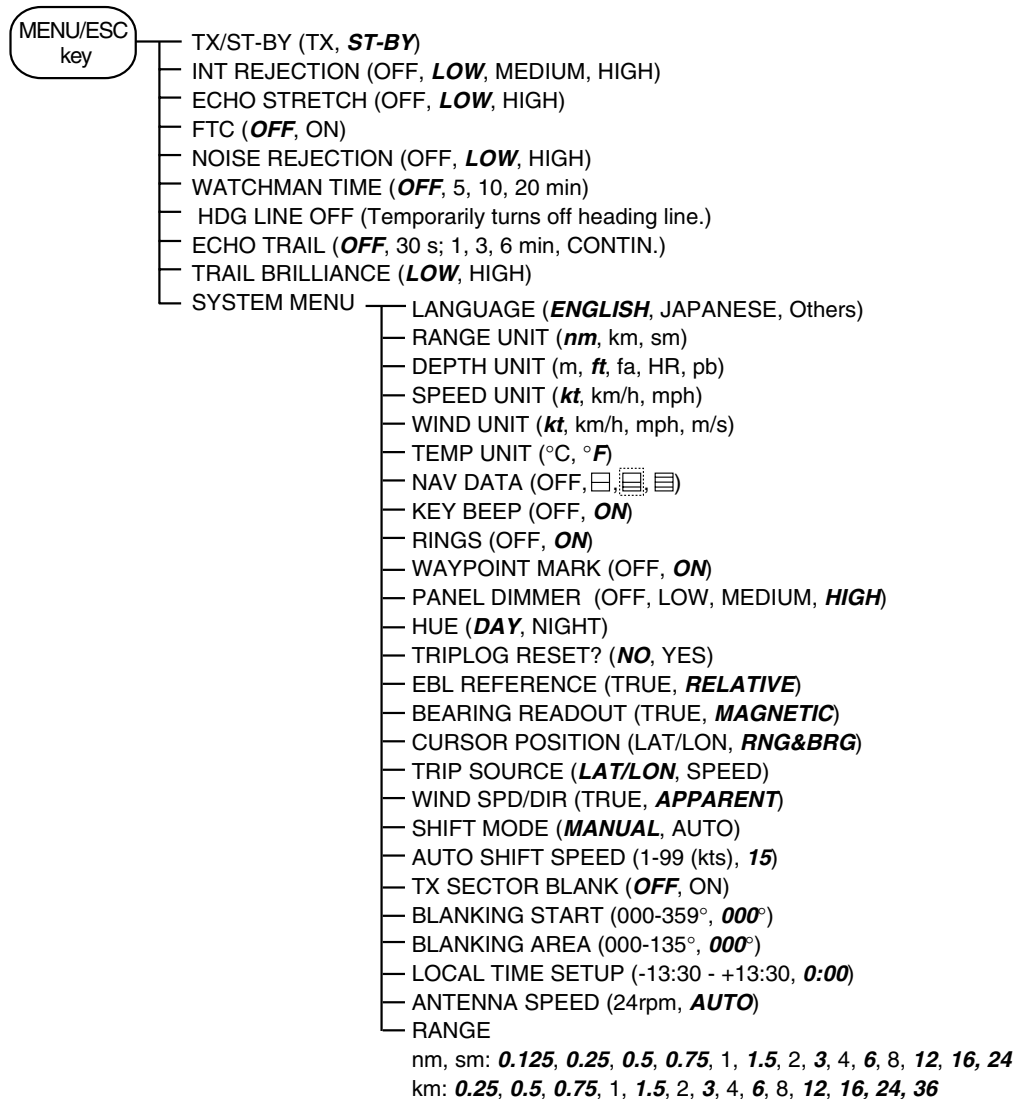 MENU/ESC
key
TX/ST-BY (TX, ST-BY)
INT REJECTION (OFF, LOW, MEDIUM, HIGH)
ECHO STRETCH (OFF, LOW, HIGH)
FTC (OFF, ON)
NOISE REJECTION (OFF, LOW, HIGH)
WATCHMAN TIME (OFF, 5, 10, 20 min)
HDG LINE OFF (Temporarily turns off heading line.)
ECHO TRAIL (OFF, 30 s; 1, 3, 6 min, CONTIN.)
TRAIL BRILLIANCE (LOW, HIGH)
SYSTEM MENU
LANGUAGE (ENGLISH, JAPANESE, Others)
RANGE UNIT (nm, km, sm)
DEPTH UNIT (m, ft, fa, HR, pb)
SPEED UNIT (kt, km/h, mph)
WIND UNIT (kt, km/h, mph, m/s)
TEMP UNIT (°C, °F)
NAV DATA (OFF, , , )
KEY BEEP (OFF, ON)
RINGS (OFF, ON)
WAYPOINT MARK (OFF, ON)
PANEL DIMMER (OFF, LOW, MEDIUM, HIGH)
HUE (DAY, NIGHT)
TRIPLOG RESET? (NO, YES)
EBL REFERENCE (TRUE, RELATIVE)
BEARING READOUT (TRUE, MAGNETIC)
CURSOR POSITION (LAT/LON, RNG&BRG)
TRIP SOURCE (LAT/LON, SPEED)
WIND SPD/DIR (TRUE, APPARENT)
SHIFT MODE (MANUAL, AUTO)
AUTO SHIFT SPEED (1-99 (kts), 15)
TX SECTOR BLANK (OFF, ON)
BLANKING START (000-359°, 000°)
BLANKING AREA (000-135°, 000°)
LOCAL TIME SETUP (-13:30 - +13:30, 0:00)
ANTENNA SPEED (24rpm, AUTO)
RANGE
nm, sm: 0.125, 0.25, 0.5, 0.75, 1, 1.5, 2, 3, 4, 6, 8, 12, 16, 24
km: 0.25, 0.5, 0.75, 1, 1.5, 2, 3, 4, 6, 8, 12, 16, 24, 36